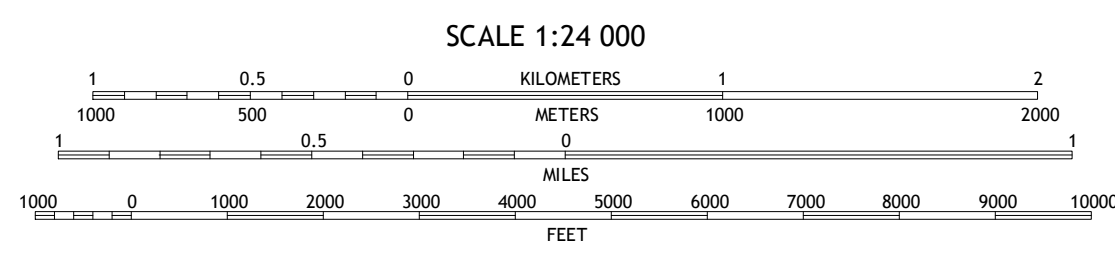 SCALE 1:24 000
1 0.5 0 KILOMETERS 1 2
1000 500 0 METERS 1000 2000
1 0.5 0 1
MILES
1000 0 1000 2000 3000 4000 5000 6000 7000 8000 9000 10000
FEET